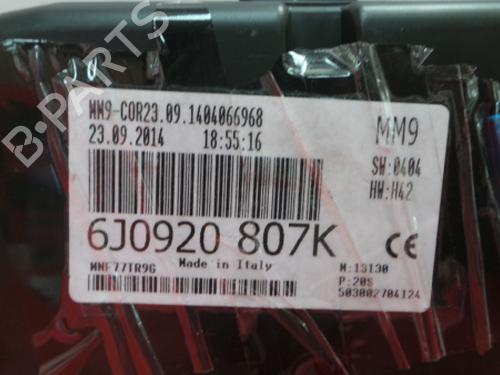 B-PARTS
MM9-COR23.09.1404066968
23.09.2014 18:55:16
MM9
SW:0404
HW:H42
6J0920 807K
CE
Made in Italy
MNF77TR9G
M:13130
P:20S
503002704124